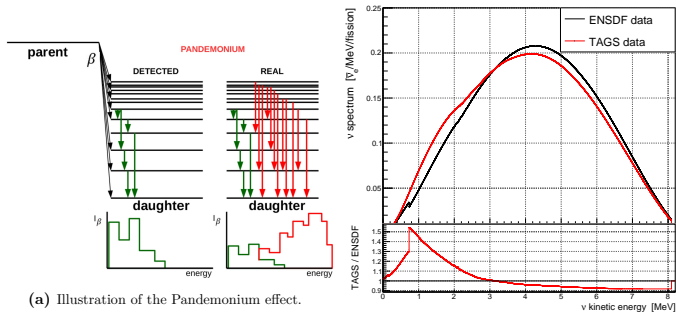 PANDEMONIUM
parent
β
DETECTED
REAL
daughter
daughter
Iβ
energy
energy
(a) Illustration of the Pandemonium effect.
ENSDF data
TAGS data
ν spectrum [ν̅e/MeV/fission]
0.25
0.2
0.15
0.1
0.05
TAGS / ENSDF
1.5
1.4
1.3
1.2
1.1
1
0.9
0 1 2 3 4 5 6 7 8
ν kinetic energy [MeV]